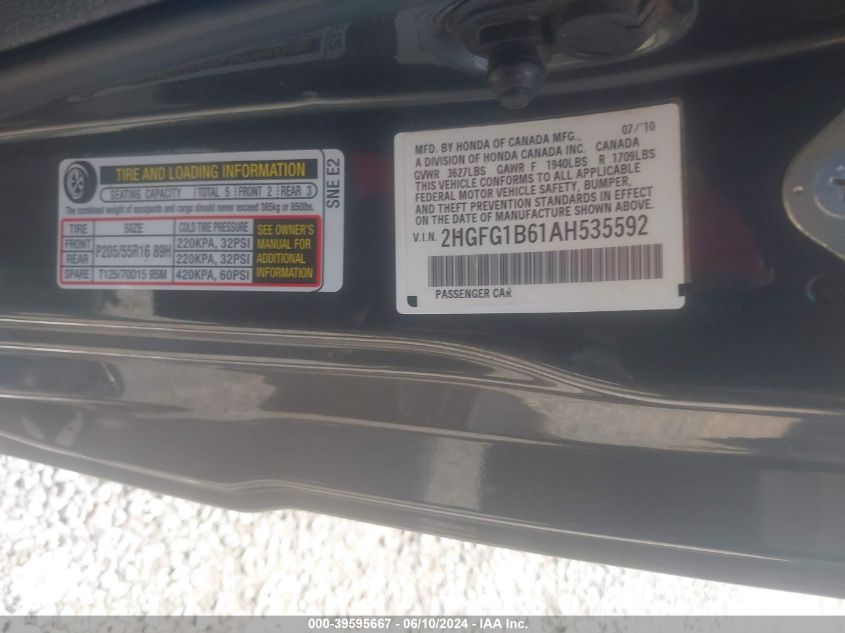 TIRE AND LOADING INFORMATION
SEATING CAPACITY TOTAL 5 FRONT 2 REAR 3
The combined weight of occupants and cargo should never exceed 385kg or 850lbs.
TIRE SIZE COLD TIRE PRESSURE
FRONT P205/55R16 89H 220KPA, 32PSI
REAR 220KPA, 32PSI
SPARE T125/70D15 95M 420KPA, 60PSI
SEE OWNER'S
MANUAL FOR
ADDITIONAL
INFORMATION
SNE E2
MFD. BY HONDA OF CANADA MFG., 07/'10
A DIVISION OF HONDA CANADA INC. CANADA
GVWR 3627LBS GAWR F 1940LBS R 1709LBS
THIS VEHICLE CONFORMS TO ALL APPLICABLE
FEDERAL MOTOR VEHICLE SAFETY, BUMPER,
AND THEFT PREVENTION STANDARDS IN EFFECT
ON THE DATE OF MANUFACTURE SHOWN ABOVE.
V.I.N. 2HGFG1B61AH535592
PASSENGER CAR
000-39595667 - 06/10/2024 - IAA Inc.